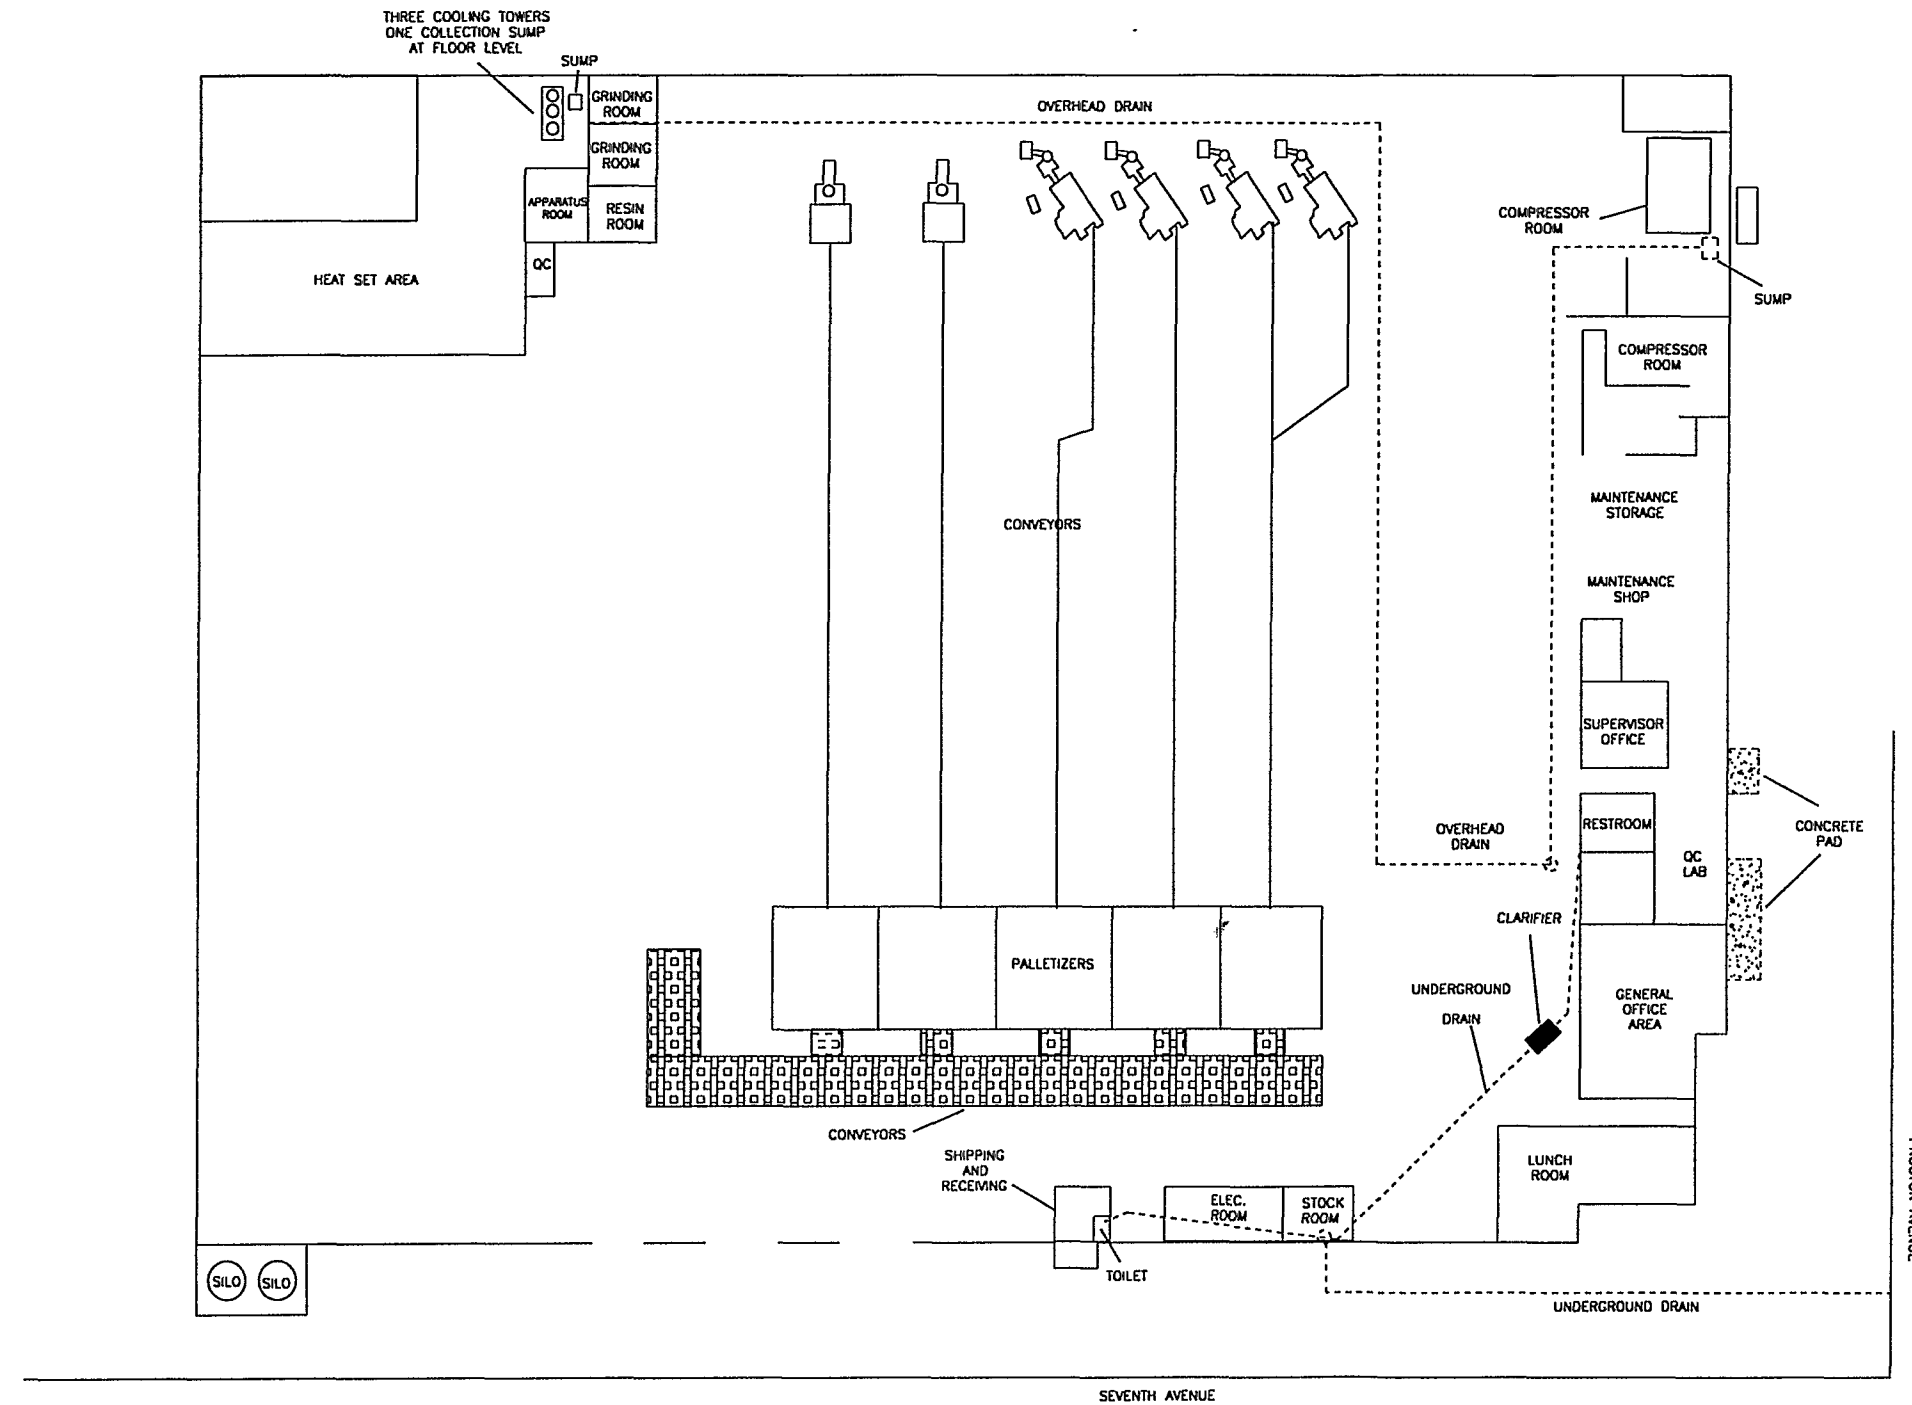 THREE COOLING TOWERS
ONE COLLECTION SUMP
AT FLOOR LEVEL
SUMP
GRINDING
ROOM
OVERHEAD DRAIN
GRINDING
ROOM
APPARATUS
ROOM
RESIN
ROOM
COMPRESSOR
ROOM
QC
HEAT SET AREA
SUMP
COMPRESSOR
ROOM
MAINTENANCE
STORAGE
CONVEYORS
MAINTENANCE
SHOP
SUPERVISOR
OFFICE
RESTROOM
CONCRETE
PAD
OVERHEAD
DRAIN
QC
LAB
CLARIFIER
PALLETIZERS
UNDERGROUND
DRAIN
GENERAL
OFFICE
AREA
CONVEYORS
SHIPPING
AND
RECEIVING
LUNCH
ROOM
ELEC.
ROOM
STOCK
ROOM
TOILET
SILO
SILO
UNDERGROUND DRAIN
SEVENTH AVENUE